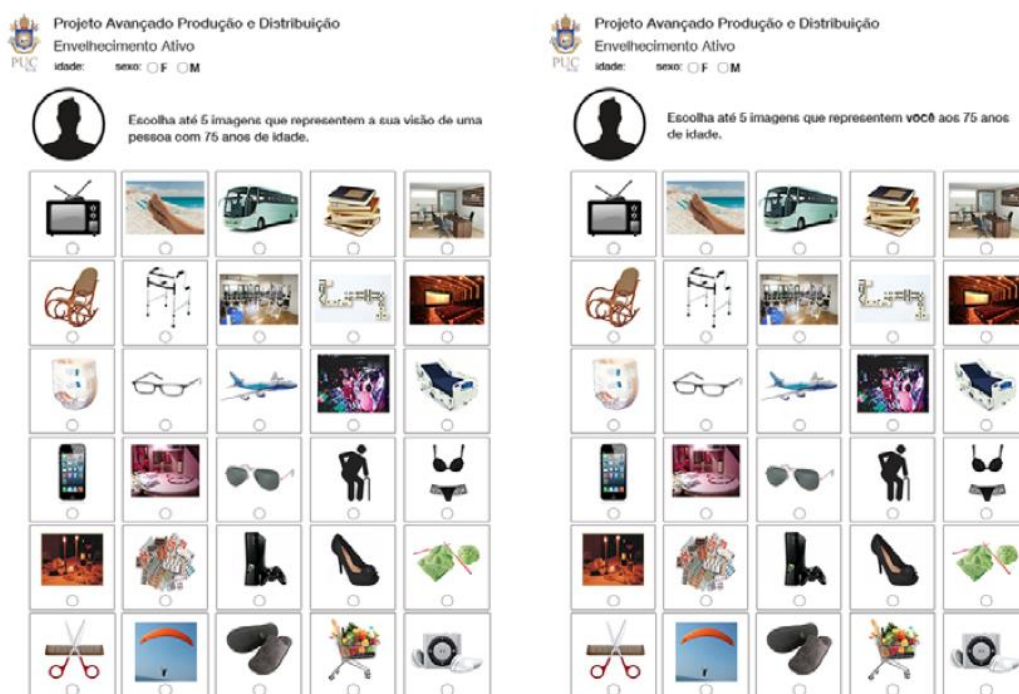 Projeto Avançado Produção e Distribuição
Envelhecimento Ativo
idade: sexo: F M
PUC
Escolha até 5 imagens que representem a sua visão de uma
pessoa com 75 anos de idade.
Projeto Avançado Produção e Distribuição
Envelhecimento Ativo
idade: sexo: F M
PUC
Escolha até 5 imagens que representem você aos 75 anos
de idade.